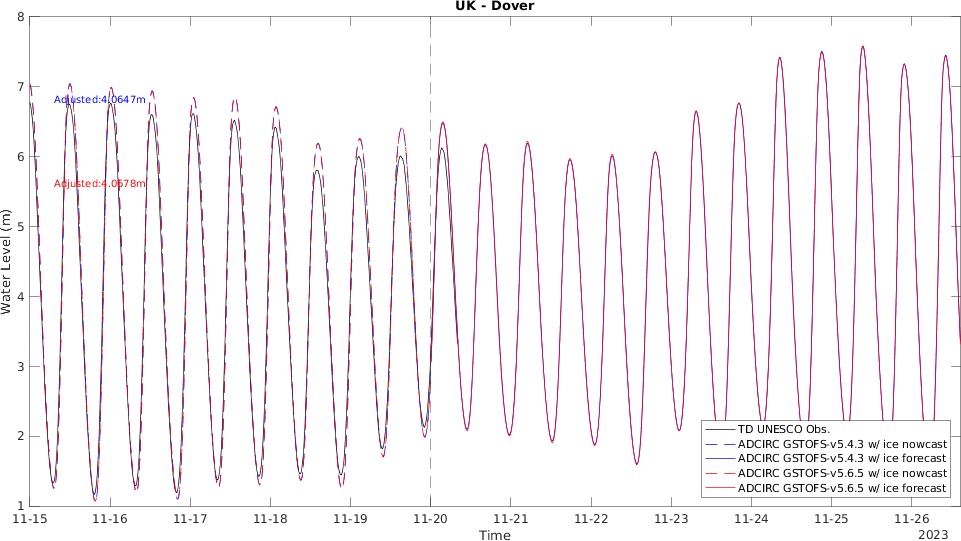 UK - Dover
8
7
6
5
4
3
2
1
Water Level (m)
Adjusted:4.0647m
Adjusted:4.0678m
TD UNESCO Obs.
ADCIRC GSTOFS-v5.4.3 w/ ice nowcast
ADCIRC GSTOFS-v5.4.3 w/ ice forecast
ADCIRC GSTOFS-v5.6.5 w/ ice nowcast
ADCIRC GSTOFS-v5.6.5 w/ ice forecast
11-15 11-16 11-17 11-18 11-19 11-20 11-21 11-22 11-23 11-24 11-25 11-26
Time
2023